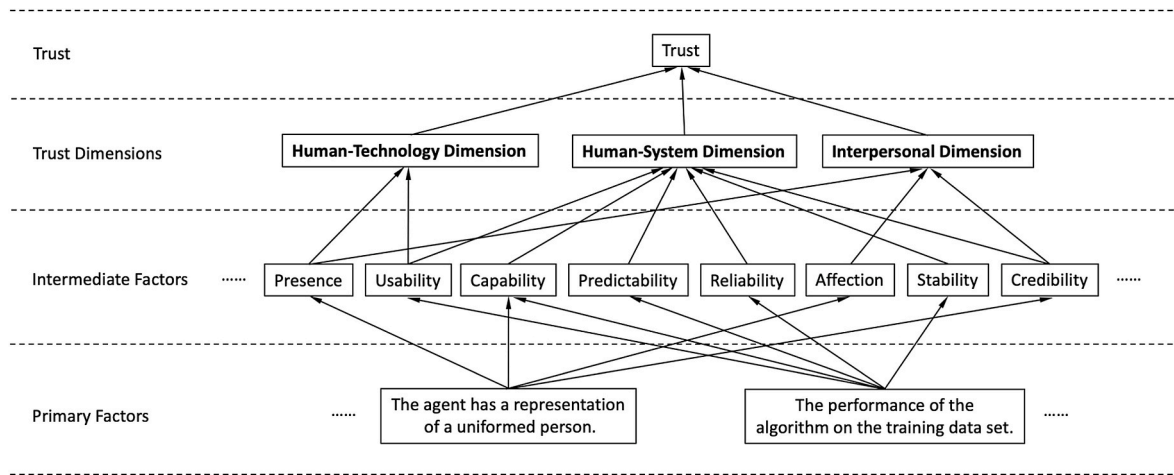 Trust
Trust
Trust Dimensions
Human-Technology Dimension
Human-System Dimension
Interpersonal Dimension
Intermediate Factors
......
Presence
Usability
Capability
Predictability
Reliability
Affection
Stability
Credibility
......
Primary Factors
......
The agent has a representation
of a uniformed person.
The performance of the
algorithm on the training data set.
......